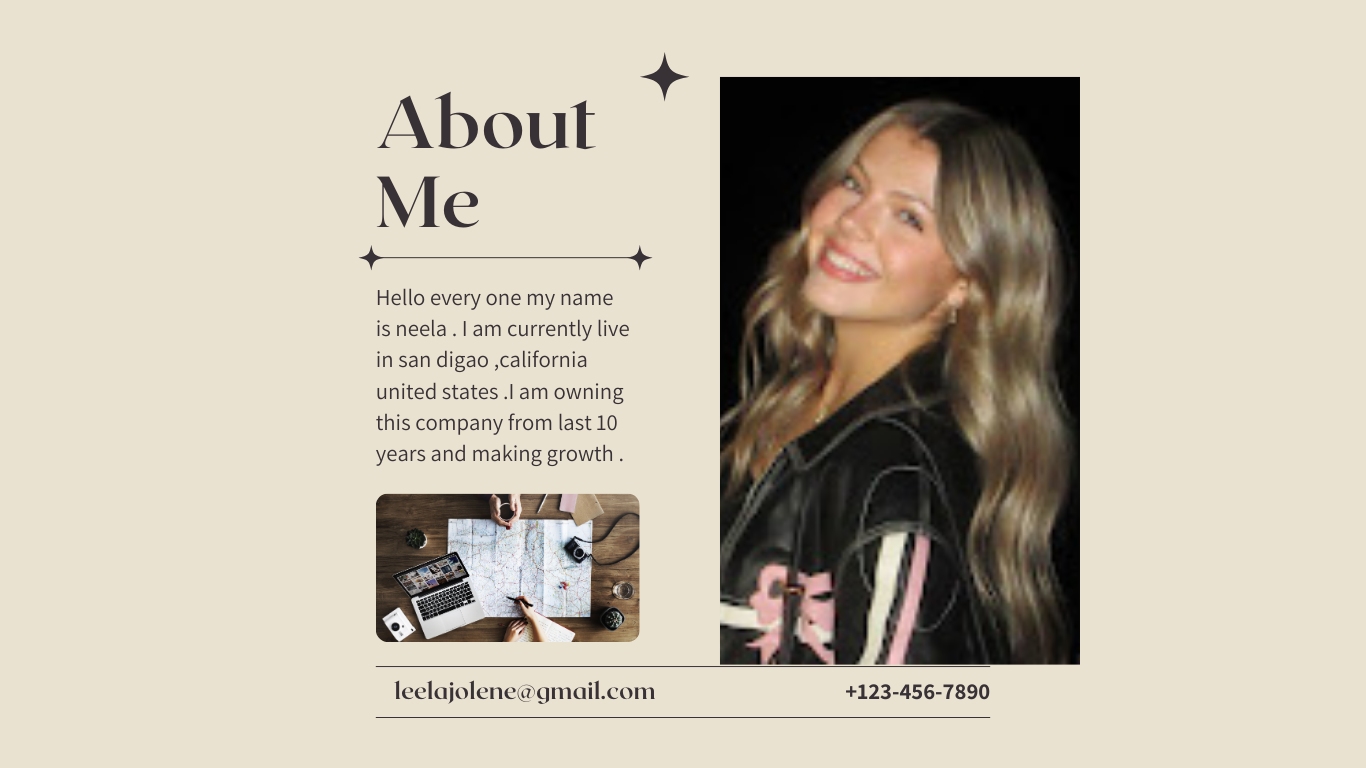 About
Me
Hello every one my name
is neela . I am currently live
in san digao ,california
united states .I am owning
this company from last 10
years and making growth .
leelajolene@gmail.com
+123-456-7890